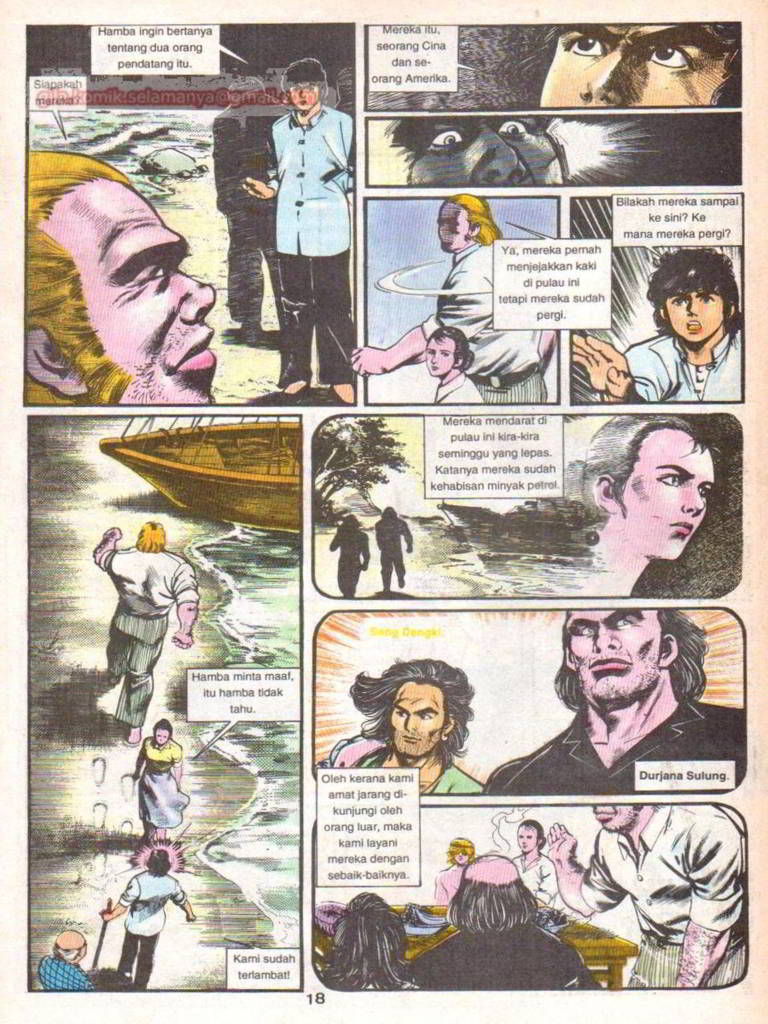 Hamba ingin bertanya
tentang dua orang
pendatang itu.
Siapakah
mereka?
Mereka itu,
seorang Cina
dan se-
orang Amerika.
Ya, mereka pernah
menjejakkan kaki
di pulau ini
tetapi mereka sudah
pergi.
Bilakah mereka sampai
ke sini? Ke
mana mereka pergi?
Hamba minta maaf,
itu hamba tidak
tahu.
Kami sudah
terlambat!
Mereka mendarat di
pulau ini kira-kira
seminggu yang lepas.
Katanya mereka sudah
kehabisan minyak petrol.
Sang Dengki.
Durjana Sulung.
Oleh kerana kami
amat jarang di-
kunjungi oleh
orang luar, maka
kami layani
mereka dengan
sebaik-baiknya.
18